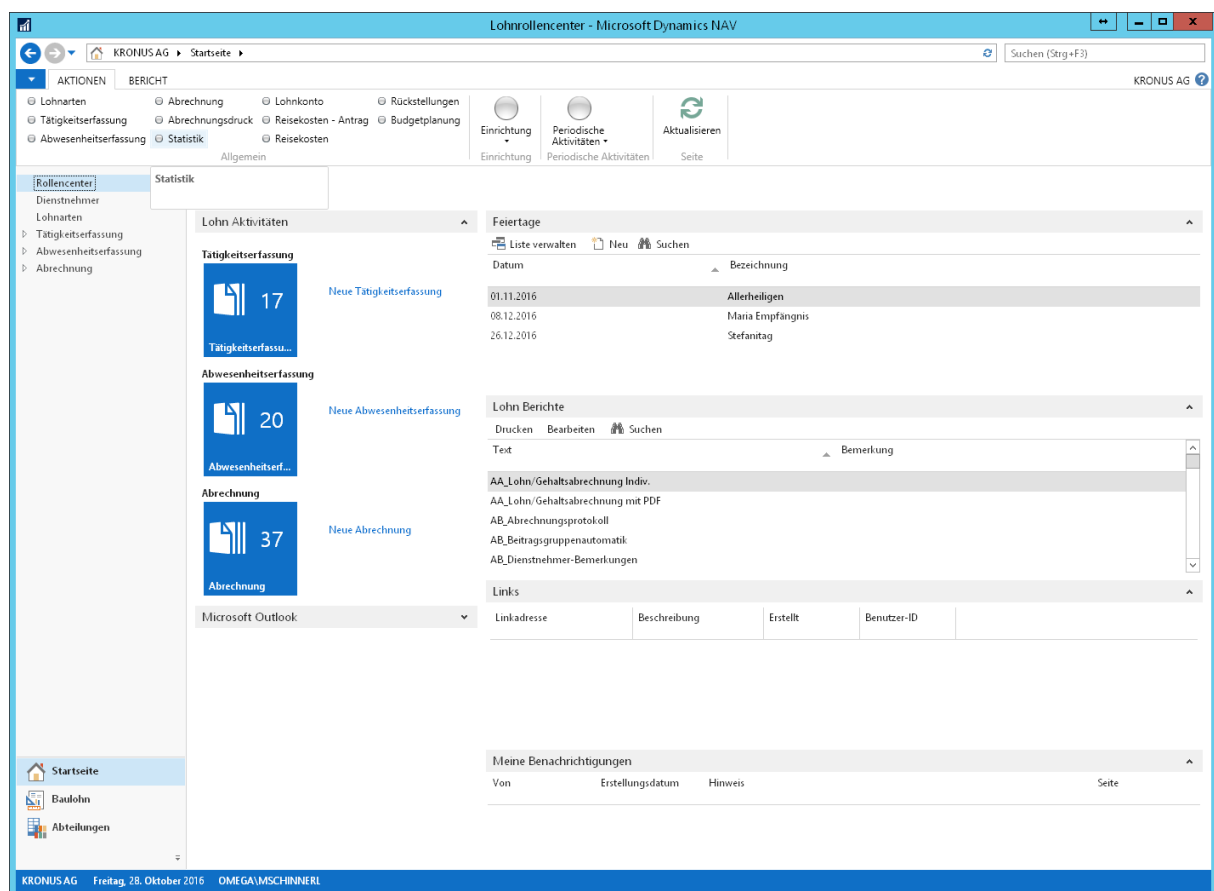 Lohnrollencenter - Microsoft Dynamics NAV
KRONUS AG Startseite
Suchen (Strg+F3)
AKTIONEN BERICHT
KRONUS AG
Lohnarten Abrechnung Lohnkonto Rückstellungen
Tätigkeitserfassung Abrechnungsdruck Reisekosten - Antrag Budgetplanung
Abwesenheitserfassung Statistik Reisekosten
Allgemein
Einrichtung
Einrichtung
Periodische
Aktivitäten
Periodische Aktivitäten
Aktualisieren
Seite
Statistik
Rollencenter
Dienstnehmer
Lohnarten
Tätigkeitserfassung
Abwesenheitserfassung
Abrechnung
Lohn Aktivitäten
Tätigkeitserfassung
17
Tätigkeitserfassu...
Neue Tätigkeitserfassung
Abwesenheitserfassung
20
Abwesenheitserf...
Neue Abwesenheitserfassung
Abrechnung
37
Abrechnung
Neue Abrechnung
Microsoft Outlook
Feiertage
Liste verwalten Neu Suchen
Datum Bezeichnung
01.11.2016 Allerheiligen
08.12.2016 Maria Empfängnis
26.12.2016 Stefanitag
Lohn Berichte
Drucken Bearbeiten Suchen
Text Bemerkung
AA_Lohn/Gehaltsabrechnung Indiv.
AA_Lohn/Gehaltsabrechnung mit PDF
AB_Abrechnungsprotokoll
AB_Beitragsgruppenautomatik
AB_Dienstnehmer-Bemerkungen
Links
Linkadresse Beschreibung Erstellt Benutzer-ID
Meine Benachrichtigungen
Von Erstellungsdatum Hinweis Seite
Startseite
Baulohn
Abteilungen
KRONUS AG Freitag, 28. Oktober 2016 OMEGA\MSCHINNERL